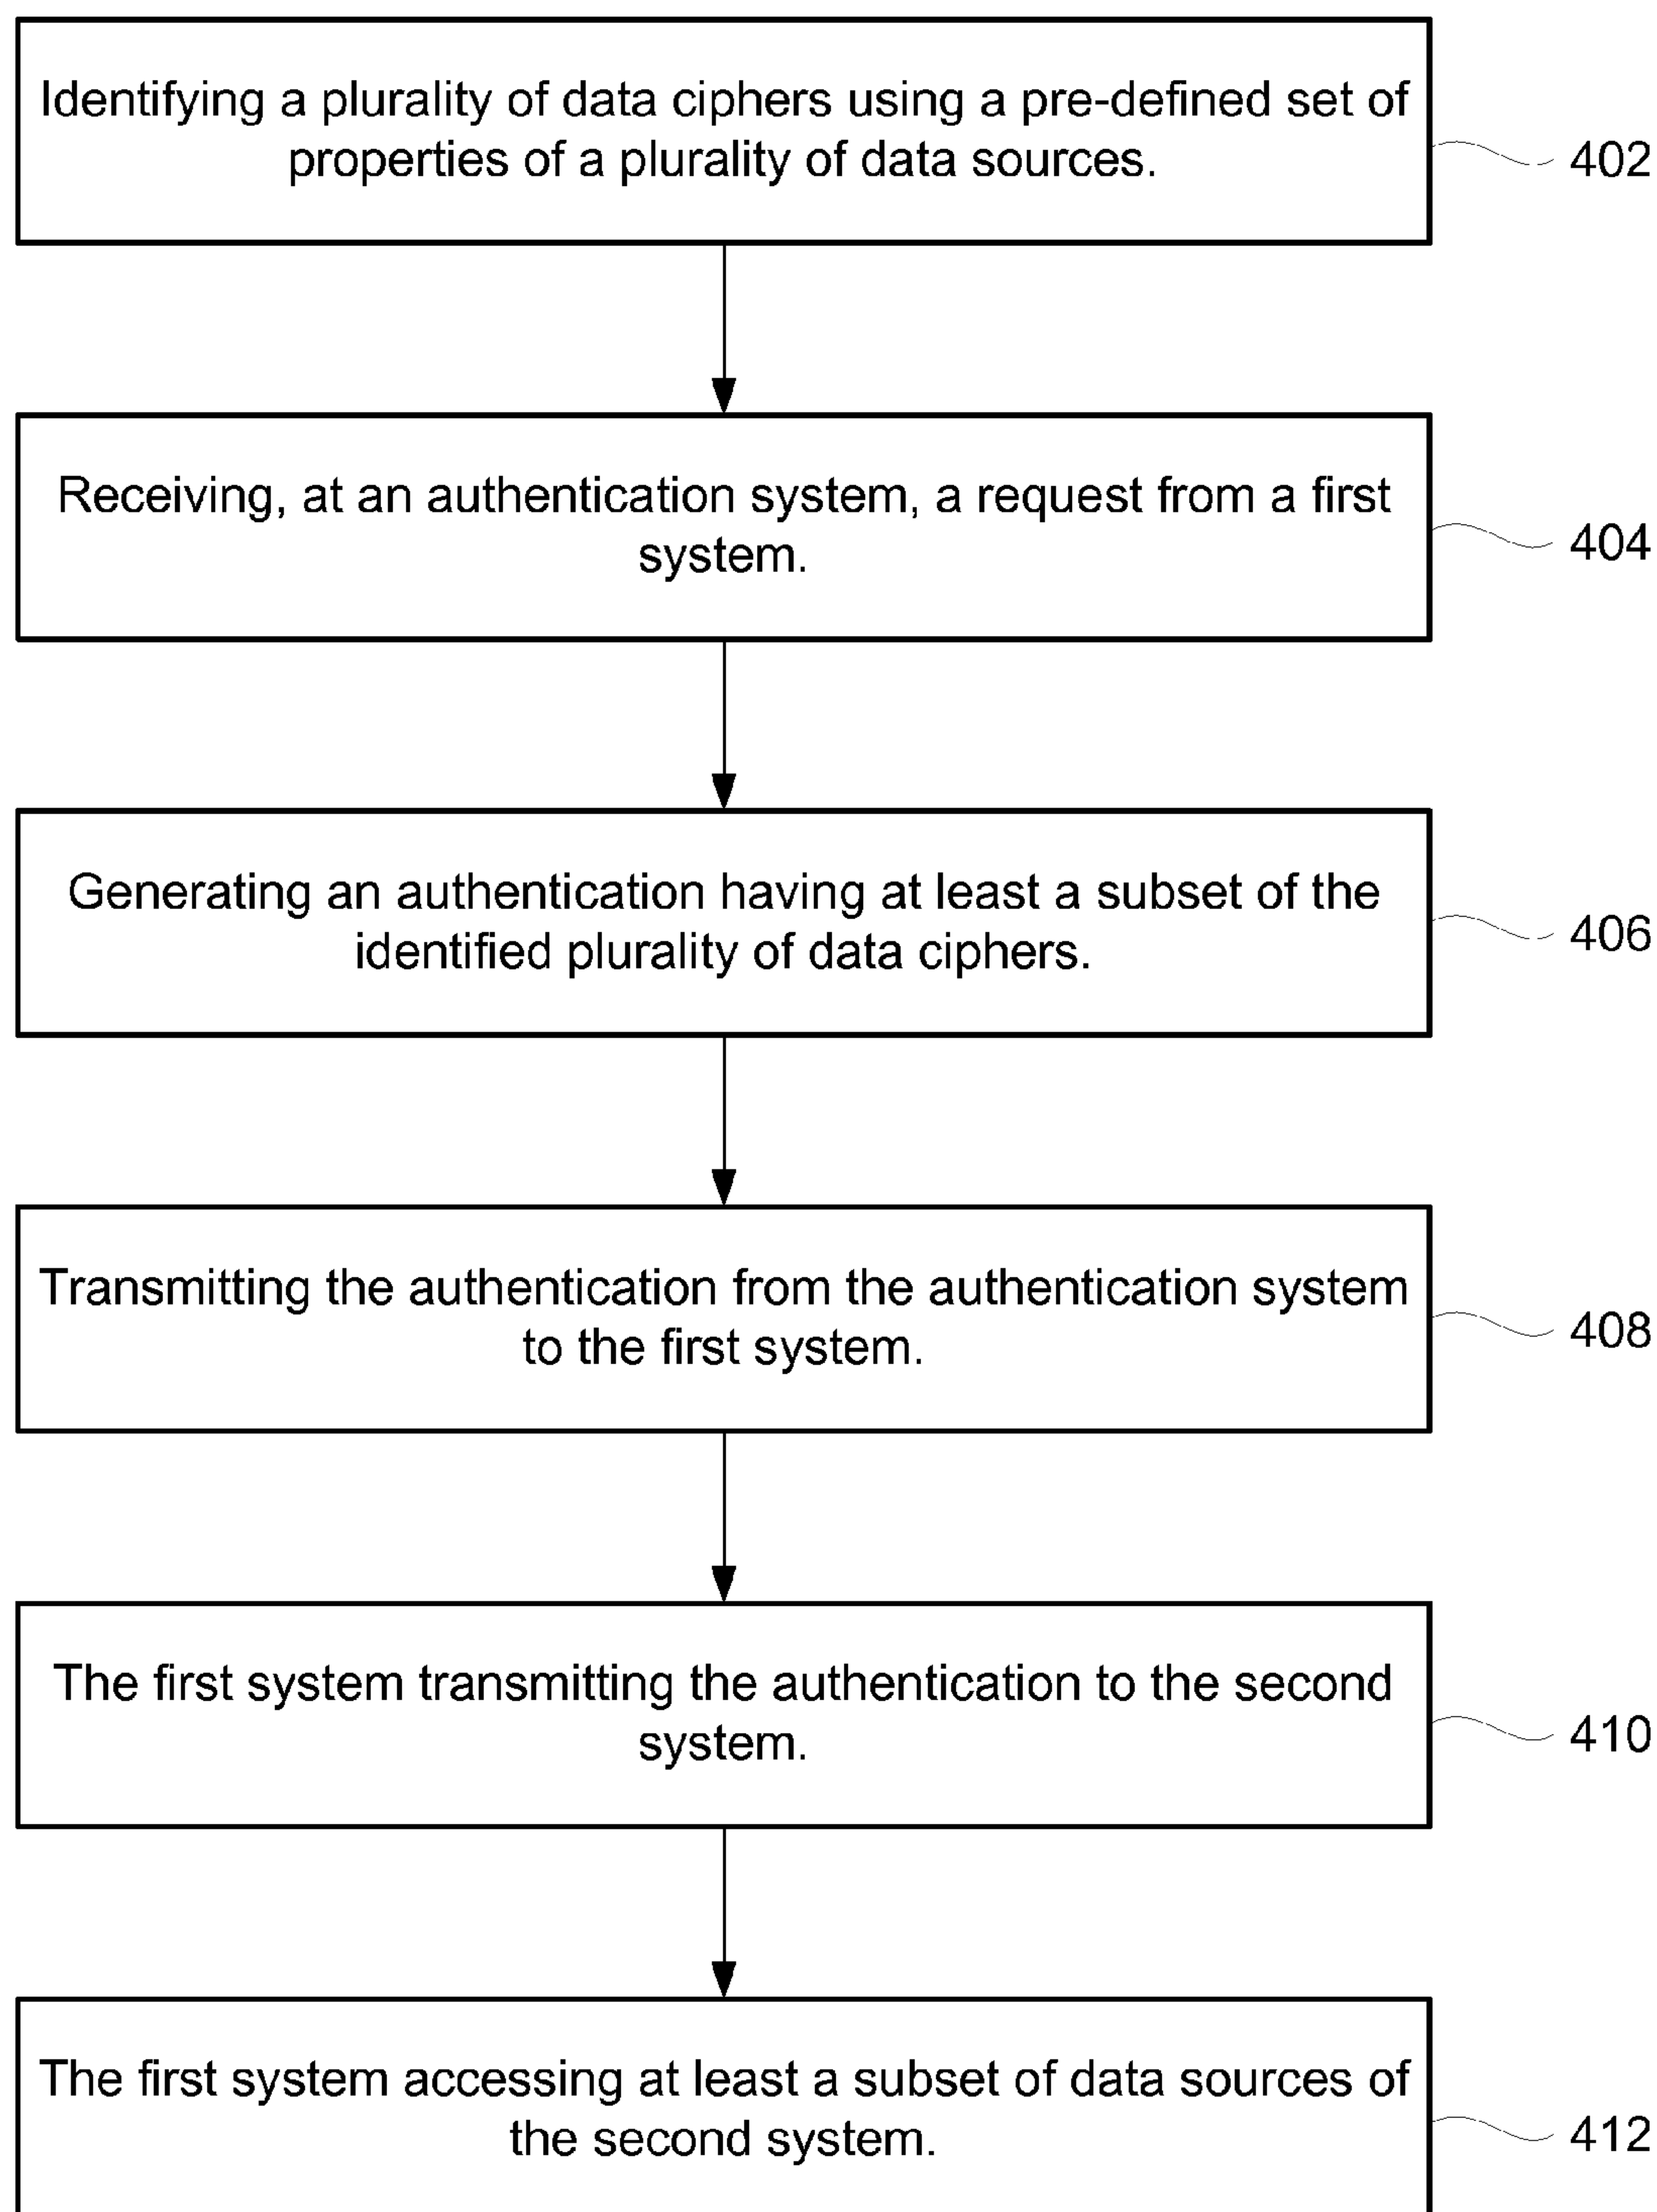 Identifying a plurality of data ciphers using a pre-defined set of
properties of a plurality of data sources.
402
Receiving, at an authentication system, a request from a first
system.
404
Generating an authentication having at least a subset of the
identified plurality of data ciphers.
406
Transmitting the authentication from the authentication system
to the first system.
408
The first system transmitting the authentication to the second
system.
410
The first system accessing at least a subset of data sources of
the second system.
412